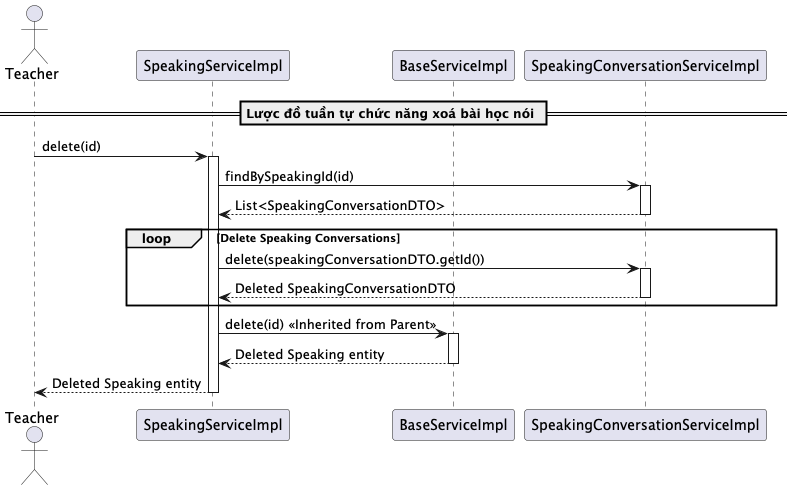 Teacher
SpeakingServiceImpl
BaseServiceImpl
SpeakingConversationServiceImpl
Lược đồ tuần tự chức năng xoá bài học nói
delete(id)
findBySpeakingId(id)
List<SpeakingConversationDTO>
loop
[Delete Speaking Conversations]
delete(speakingConversationDTO.getId())
Deleted SpeakingConversationDTO
delete(id) «Inherited from Parent»
Deleted Speaking entity
Deleted Speaking entity
Teacher
SpeakingServiceImpl
BaseServiceImpl
SpeakingConversationServiceImpl